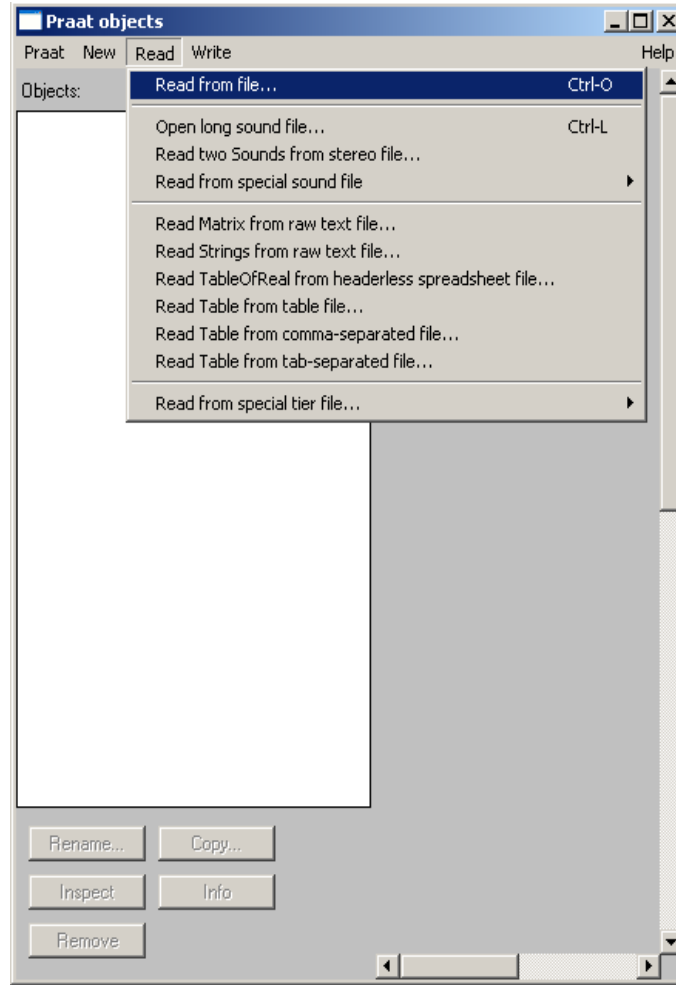 Praat objects
Praat New Read Write Help
Objects:
Read from file... Ctrl-O
Open long sound file... Ctrl-L
Read two Sounds from stereo file...
Read from special sound file
Read Matrix from raw text file...
Read Strings from raw text file...
Read TableOfReal from headerless spreadsheet file...
Read Table from table file...
Read Table from comma-separated file...
Read Table from tab-separated file...
Read from special tier file...
Rename... Copy...
Inspect Info
Remove